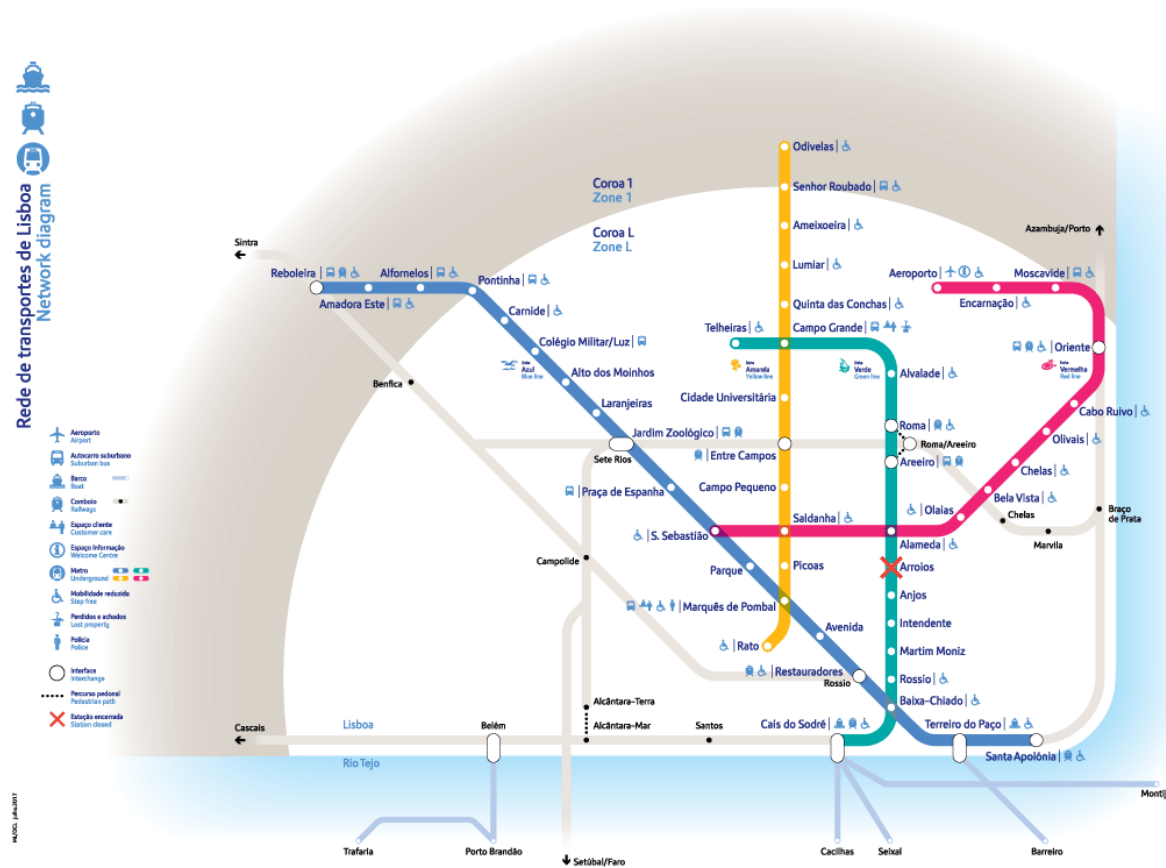 Rede de transportes de Lisboa
Network diagram
Coroa 1
Zone 1
Coroa L
Zone L
Odivelas
Senhor Roubado
Ameixoeira
Lumiar
Quinta das Conchas
Campo Grande
Telheiras
Azambuja/Porto
Aeroporto
Moscavide
Encarnação
Oriente
Sintra
Reboleira
Alfornelos
Pontinha
Amadora Este
Carnide
Colégio Militar/Luz
Alto dos Moinhos
Laranjeiras
Jardim Zoológico
Sete Rios
Benfica
linha
Azul
Blue line
linha
Amarela
Yellow line
linha
Verde
Green line
linha
Vermelha
Red line
Alvalade
Cidade Universitária
Roma
Roma/Areeiro
Areeiro
Entre Campos
Cabo Ruivo
Olivais
Chelas
Bela Vista
Olaias
Chelas
Marvila
Braço
de Prata
Praça de Espanha
Campo Pequeno
Saldanha
S. Sebastião
Alameda
Arroios
Campolide
Parque
Picoas
Anjos
Marquês de Pombal
Intendente
Avenida
Rato
Martim Moniz
Restauradores
Rossio
Rossio
Baixa-Chiado
Alcântara-Terra
Alcântara-Mar
Santos
Cais do Sodré
Terreiro do Paço
Santa Apolónia
Cascais
Lisboa
Rio Tejo
Belém
Montij
Trafaria
Porto Brandão
Setúbal/Faro
Cacilhas
Seixal
Barreiro
Aeroporto
Airport
Autocarro suburbano
Suburban bus
Barco
Boat
Comboio
Railways
Espaço cliente
Customer care
Espaço Informação
Welcome Centre
Metro
Underground
Mobilidade reduzida
Step free
Perdidos e achados
Lost property
Polícia
Police
Interface
Interchange
Percurso pedonal
Pedestrian path
Estação encerrada
Station closed